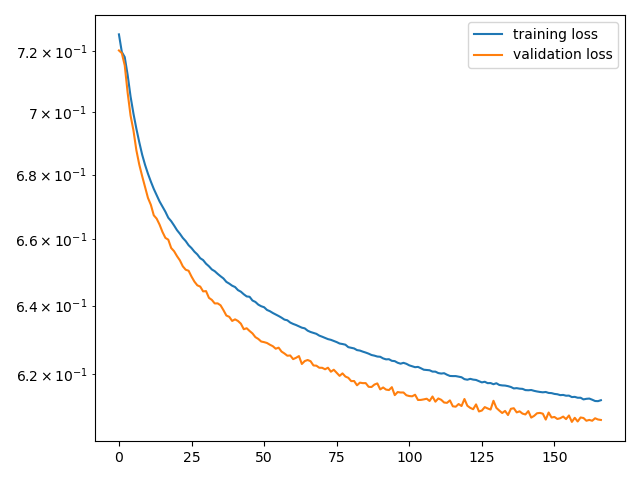 training loss
validation loss
7.2 × 10⁻¹
7 × 10⁻¹
6.8 × 10⁻¹
6.6 × 10⁻¹
6.4 × 10⁻¹
6.2 × 10⁻¹
0 25 50 75 100 125 150